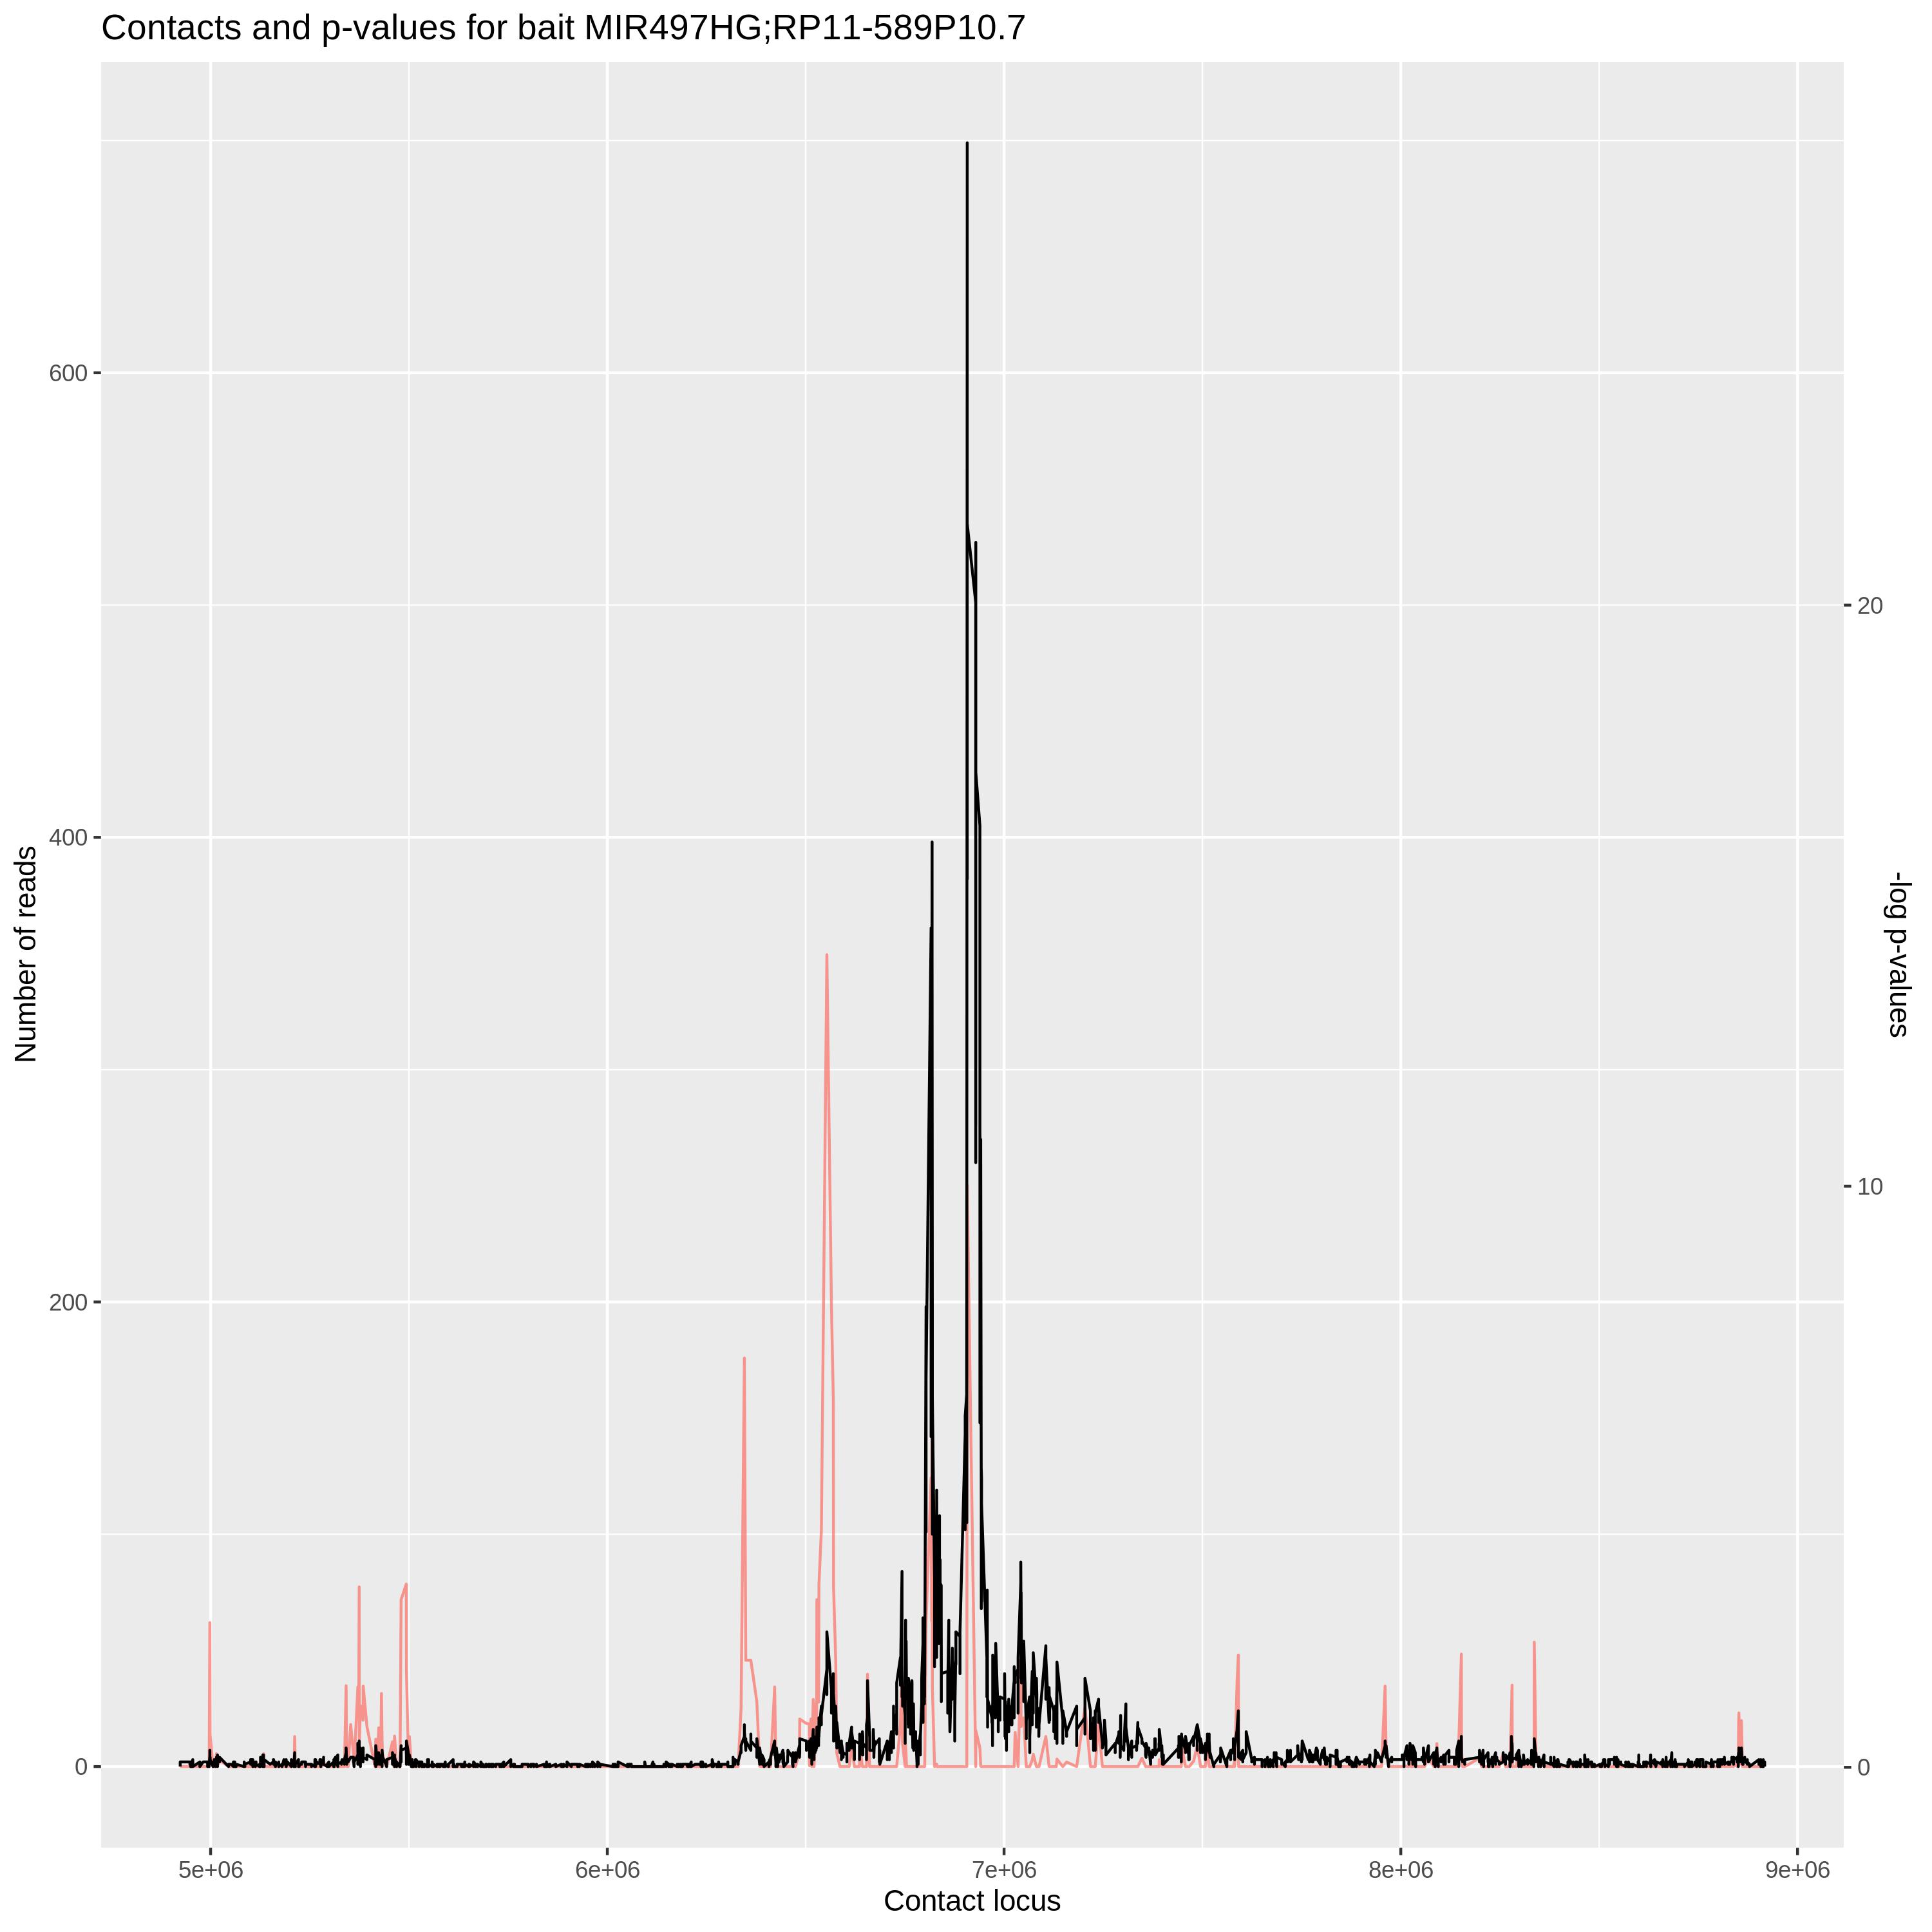 Contacts and p-values for bait MIR497HG;RP11-589P10.7
Number of reads
600
400
200
0
20
10
0
-log p-values
5e+06
6e+06
7e+06
8e+06
9e+06
Contact locus